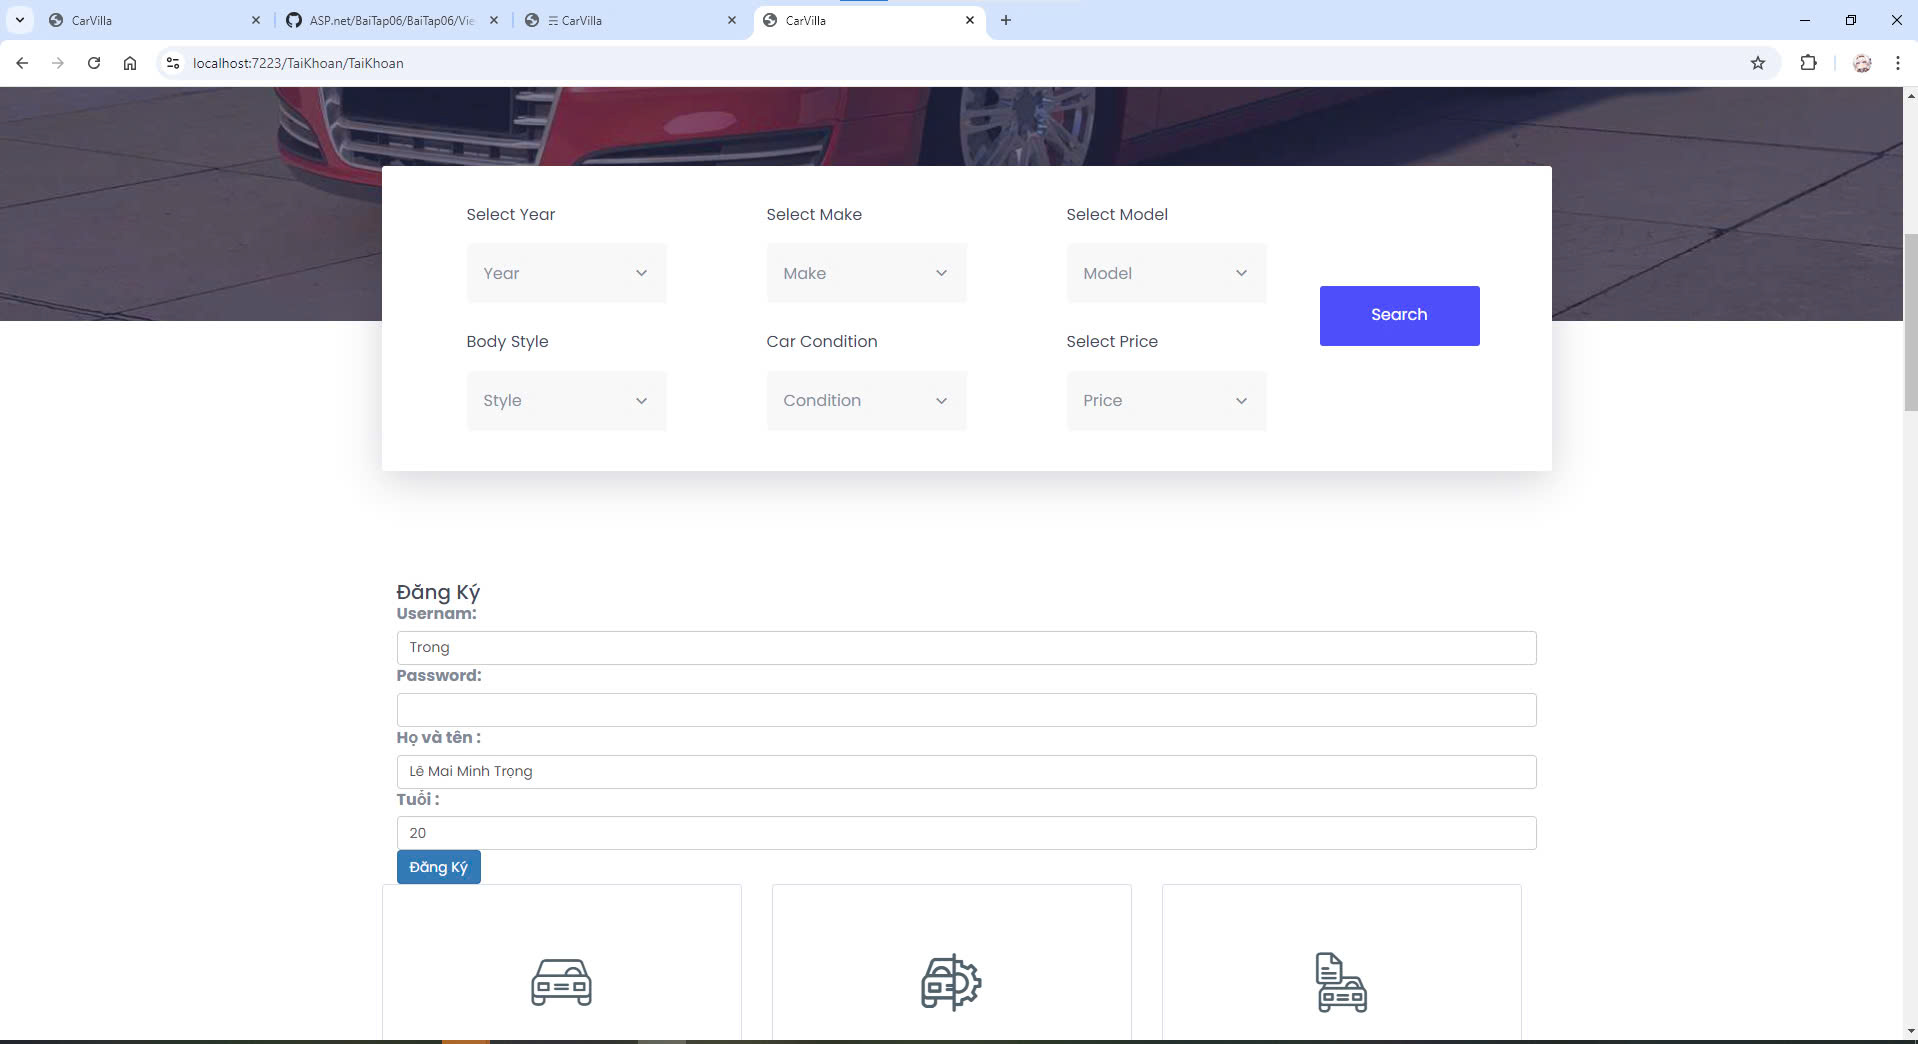 CarVilla
ASP.net/BaiTap06/BaiTap06/Vie
☴ CarVilla
CarVilla
localhost:7223/TaiKhoan/TaiKhoan
Select Year
Select Make
Select Model
Year
Make
Model
Search
Body Style
Car Condition
Select Price
Style
Condition
Price
Đăng Ký
Usernam:
Trong
Password:
Họ và tên :
Lê Mai Minh Trọng
Tuổi :
20
Đăng Ký